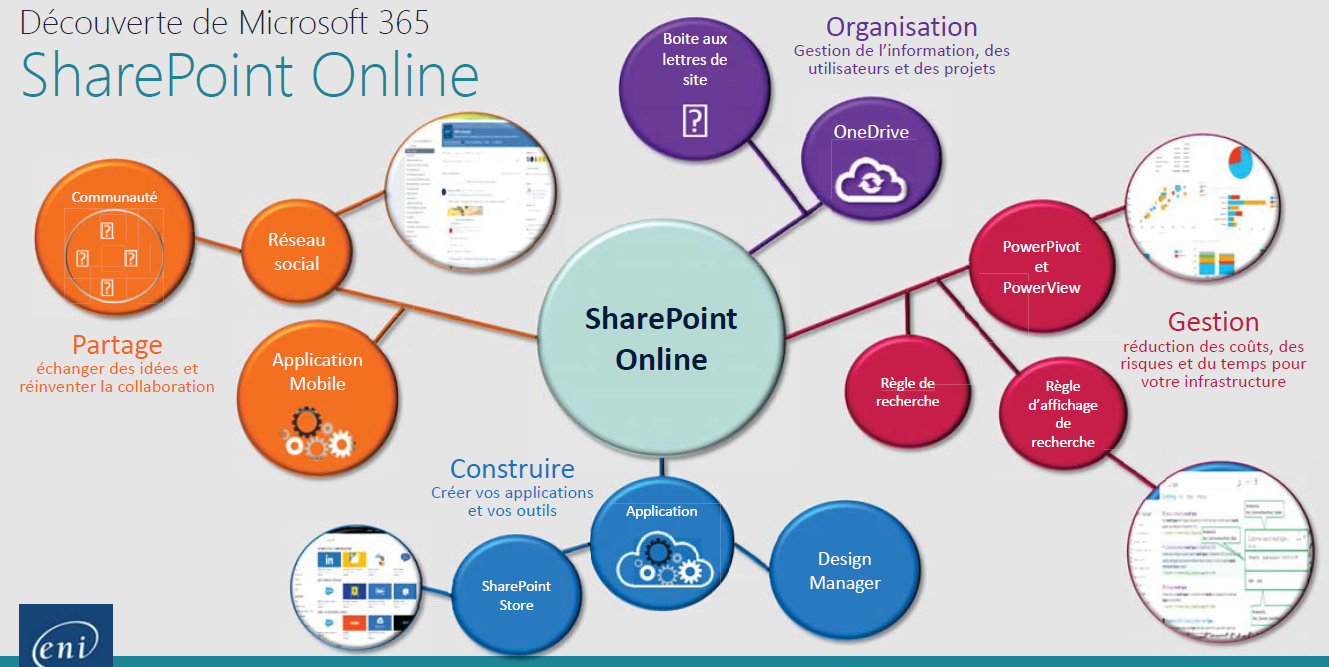 Découverte de Microsoft 365
SharePoint Online
Boite aux
lettres de
site
Organisation
Gestion de l’information, des
utilisateurs et des projets
OneDrive
Communauté
Réseau
social
Partage
échanger des idées et
réinventer la collaboration
Application
Mobile
SharePoint
Online
PowerPivot
et
PowerView
Gestion
réduction des coûts, des
risques et du temps pour
votre infrastructure
Règle de
recherche
Règle
d’affichage
de
recherche
Construire
Créer vos applications
et vos outils
Application
SharePoint
Store
Design
Manager
eni